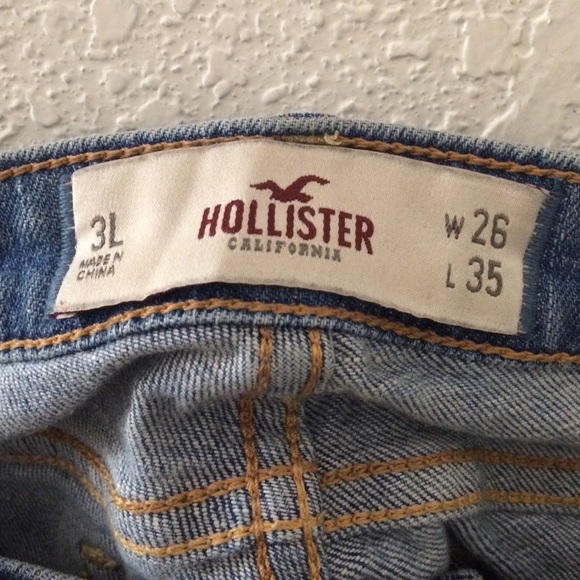 3L
MADE IN
CHINA
HOLLISTER
CALIFORNIA
W 26
L 35